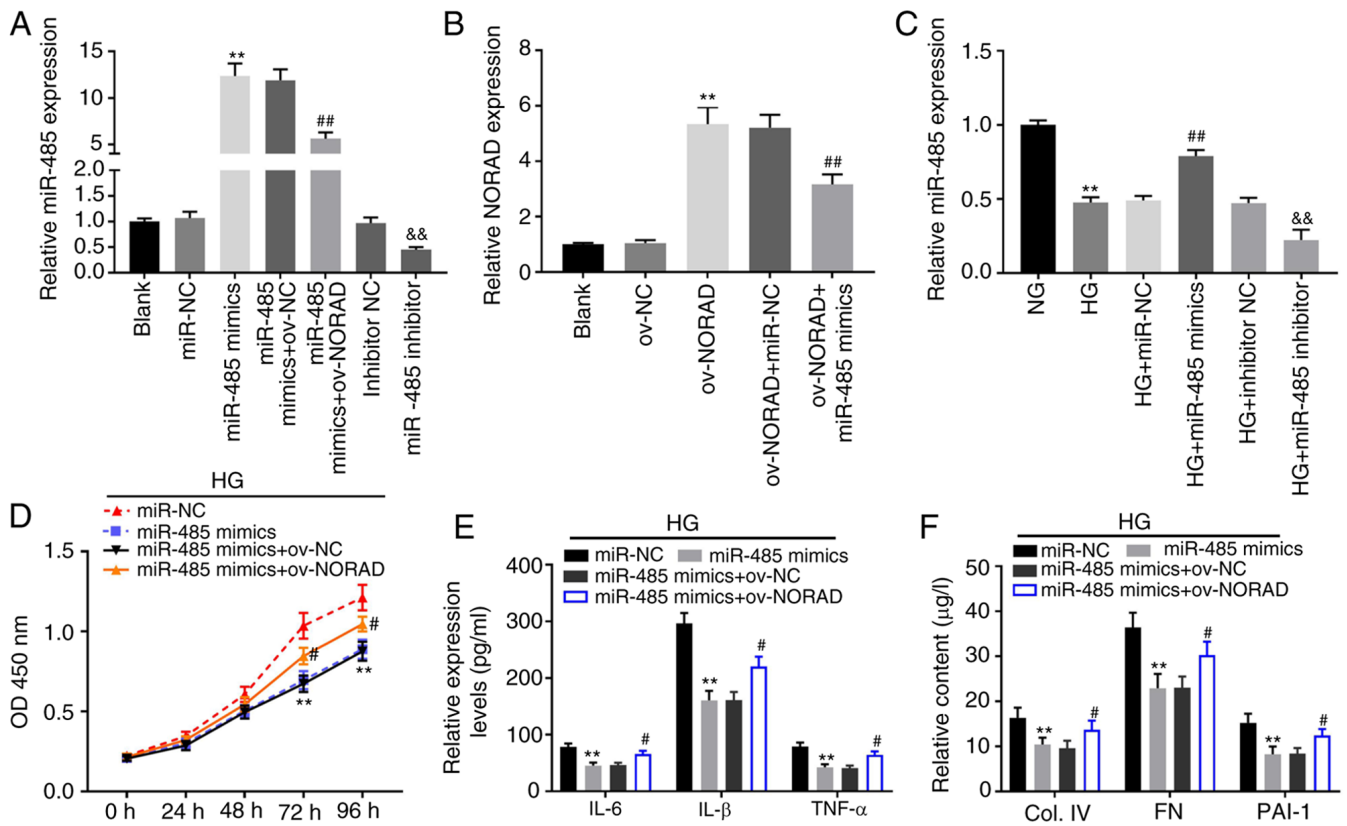 A
Relative miR-485 expression
15
10
5
2.0
1.5
1.0
0.5
0.0
**
##
&&
Blank
miR-NC
miR-485 mimics
miR-485
mimics+ov-NC
miR-485
mimics+ov-NORAD
Inhibitor NC
miR -485 inhibitor
B
Relative NORAD expression
8
6
4
2
0
**
##
Blank
ov-NC
ov-NORAD
ov-NORAD+miR-NC
ov-NORAD+
miR-485 mimics
C
Relative miR-485 expression
1.5
1.0
0.5
0.0
**
##
&&
NG
HG
HG+miR-NC
HG+miR-485 mimics
HG+inhibitor NC
HG+miR-485 inhibitor
D
HG
miR-NC
miR-485 mimics
miR-485 mimics+ov-NC
miR-485 mimics+ov-NORAD
OD 450 nm
1.5
1.0
0.5
0.0
#
**
#
**
0 h 24 h 48 h 72 h 96 h
E
HG
miR-NC miR-485 mimics
miR-485 mimics+ov-NC
miR-485 mimics+ov-NORAD
Relative expression
levels (pg/ml)
400
300
200
100
0
** # ** # ** #
IL-6 IL-β TNF-α
F
HG
miR-NC miR-485 mimics
miR-485 mimics+ov-NC
miR-485 mimics+ov-NORAD
Relative content (μg/l)
50
40
30
20
10
0
** # ** # ** #
Col. IV FN PAI-1